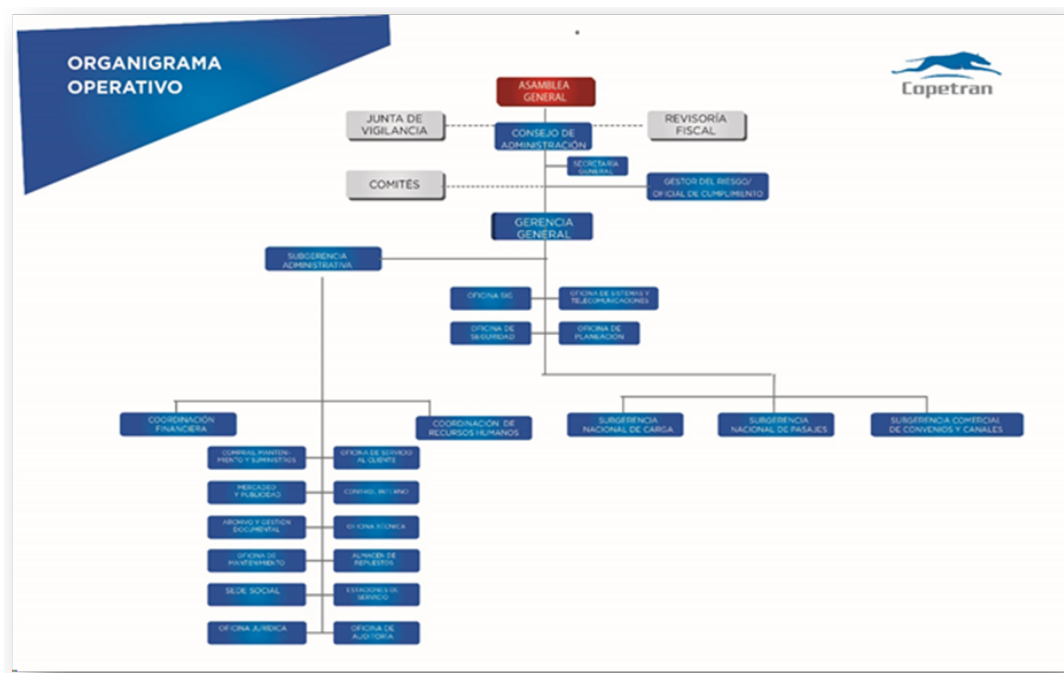 ORGANIGRAMA
OPERATIVO
Copetran
ASAMBLEA
GENERAL
JUNTA DE
VIGILANCIA
CONSEJO DE
ADMINISTRACIÓN
REVISORÍA
FISCAL
SECRETARÍA
GENERAL
COMITÉS
GESTOR DEL RIESGO/
OFICIAL DE CUMPLIMIENTO
GERENCIA
GENERAL
SUBGERENCIA
ADMINISTRATIVA
OFICINA SIG
OFICINA DE SISTEMAS Y
TELECOMUNICACIONES
OFICINA DE
SEGURIDAD
OFICINA DE
PLANEACIÓN
COORDINACIÓN
FINANCIERA
COORDINACIÓN DE
RECURSOS HUMANOS
SUBGERENCIA
NACIONAL DE CARGA
SUBGERENCIA
NACIONAL DE PASAJES
SUBGERENCIA COMERCIAL
DE CONVENIOS Y CANALES
COMPRAS, MANTENI-
MIENTO Y SUMINISTROS
OFICINA DE SERVICIO
AL CLIENTE
MERCADEO
Y PUBLICIDAD
CONTROL INTERNO
ARCHIVO Y GESTIÓN
DOCUMENTAL
OFICINA TÉCNICA
OFICINA DE
MANTENIMIENTO
ALMACÉN DE
REPUESTOS
SEDE SOCIAL
ESTACIONES DE
SERVICIO
OFICINA JURÍDICA
OFICINA DE
AUDITORÍA